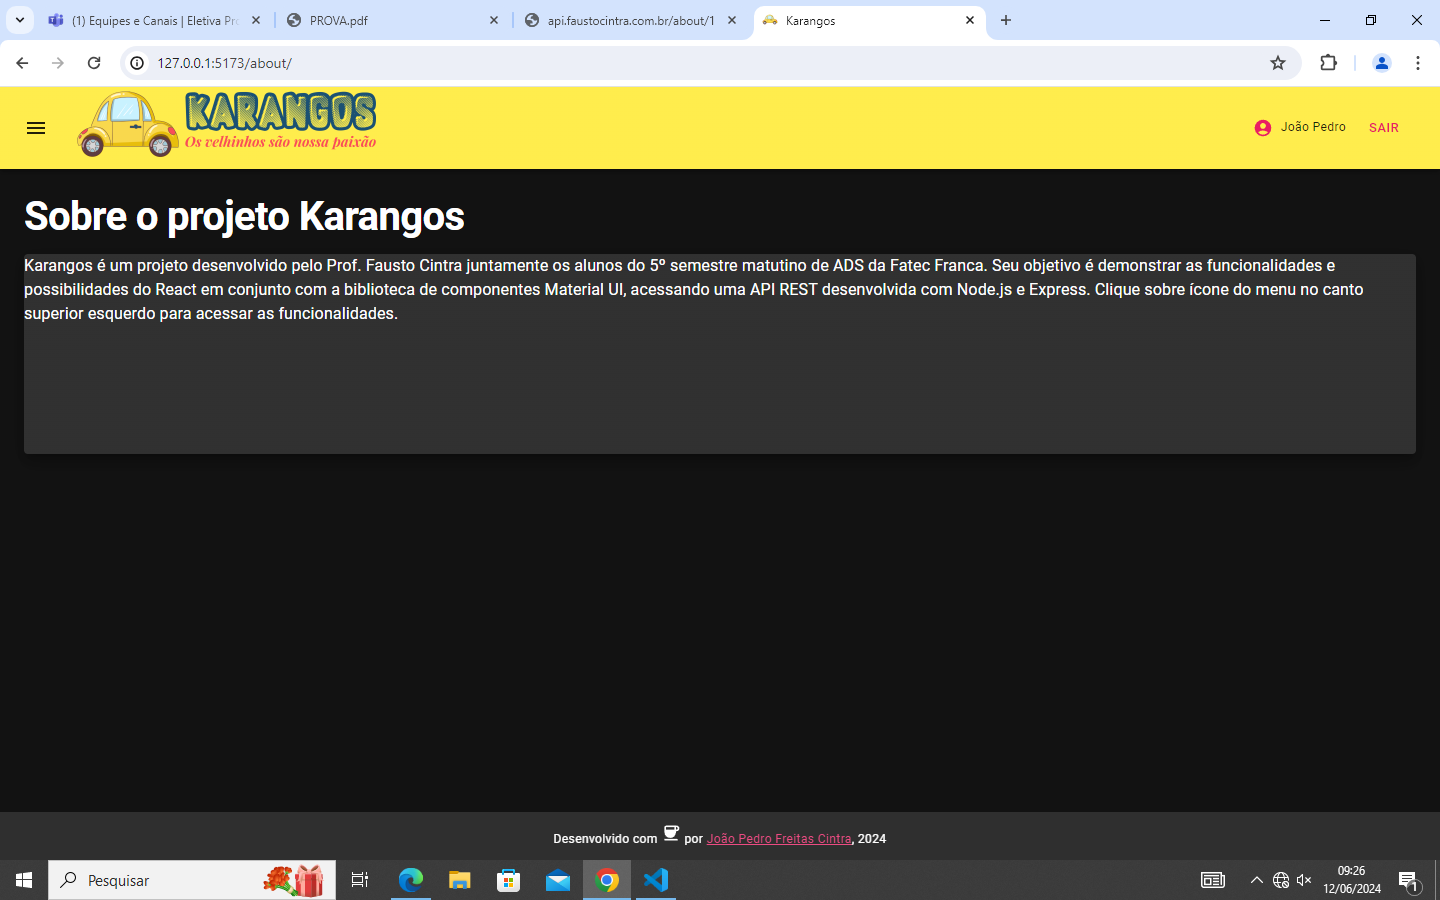 (1) Equipes e Canais | Eletiva Pr
PROVA.pdf
api.faustocintra.com.br/about/1
Karangos
127.0.0.1:5173/about/
KARANGOS
Os velhinhos são nossa paixão
João Pedro
SAIR
Sobre o projeto Karangos
Karangos é um projeto desenvolvido pelo Prof. Fausto Cintra juntamente os alunos do 5º semestre matutino de ADS da Fatec Franca. Seu objetivo é demonstrar as funcionalidades e
possibilidades do React em conjunto com a biblioteca de componentes Material UI, acessando uma API REST desenvolvida com Node.js e Express. Clique sobre ícone do menu no canto
superior esquerdo para acessar as funcionalidades.
Desenvolvido com por João Pedro Freitas Cintra, 2024
Pesquisar
09:26
12/06/2024
1